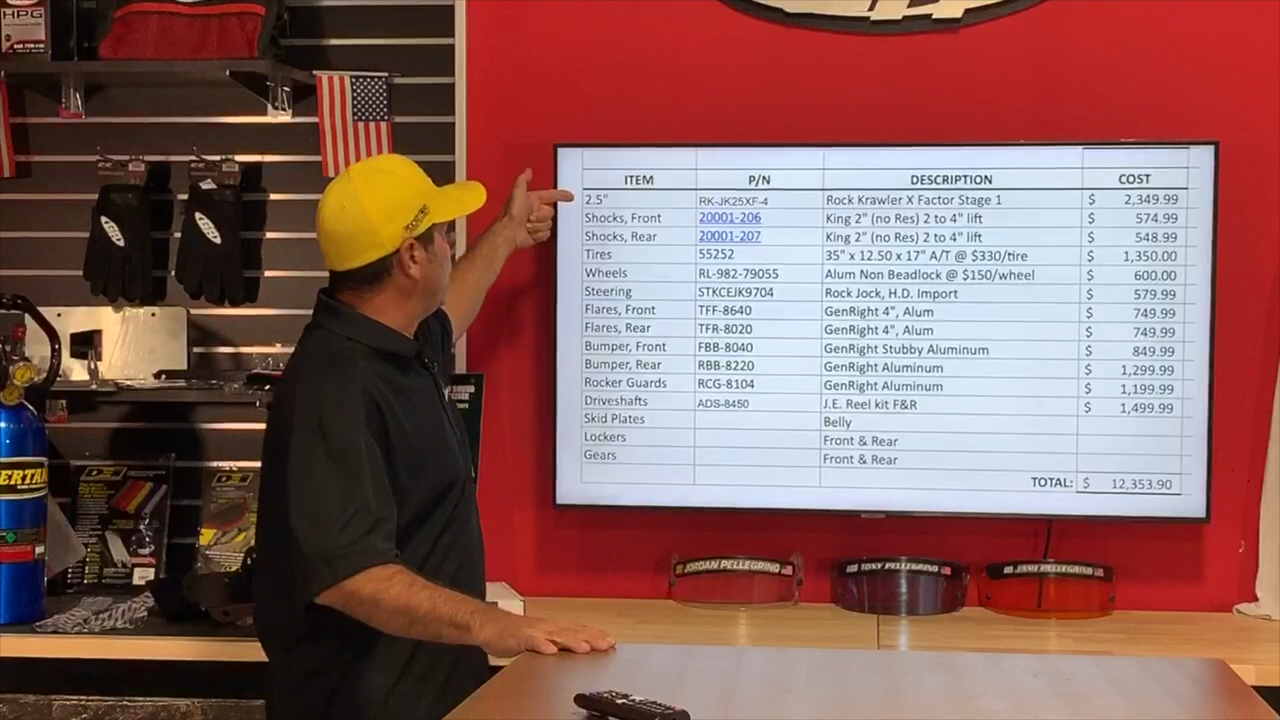 HPG
ITEM P/N DESCRIPTION COST
2.5" RK-JK25XF-4 Rock Krawler X Factor Stage 1 $ 2,349.99
Shocks, Front 20001-206 King 2" (no Res) 2 to 4" lift $ 574.99
Shocks, Rear 20001-207 King 2" (no Res) 2 to 4" lift $ 548.99
Tires 55252 35" x 12.50 x 17" A/T @ $330/tire $ 1,350.00
Wheels RL-982-79055 Alum Non Beadlock @ $150/wheel $ 600.00
Steering STKCEJK9704 Rock Jock, H.D. Import $ 579.99
Flares, Front TFF-8640 GenRight 4", Alum $ 749.99
Flares, Rear TFR-8020 GenRight 4", Alum $ 749.99
Bumper, Front FBB-8040 GenRight Stubby Aluminum $ 849.99
Bumper, Rear RBB-8220 GenRight Aluminum $ 1,299.99
Rocker Guards RCG-8104 GenRight Aluminum $ 1,199.99
Driveshafts ADS-8450 J.E. Reel kit F&R $ 1,499.99
Skid Plates Belly
Lockers Front & Rear
Gears Front & Rear
TOTAL: $ 12,353.90
ERTAN
JORDAN PELLEGRINO
TONY PELLEGRINO